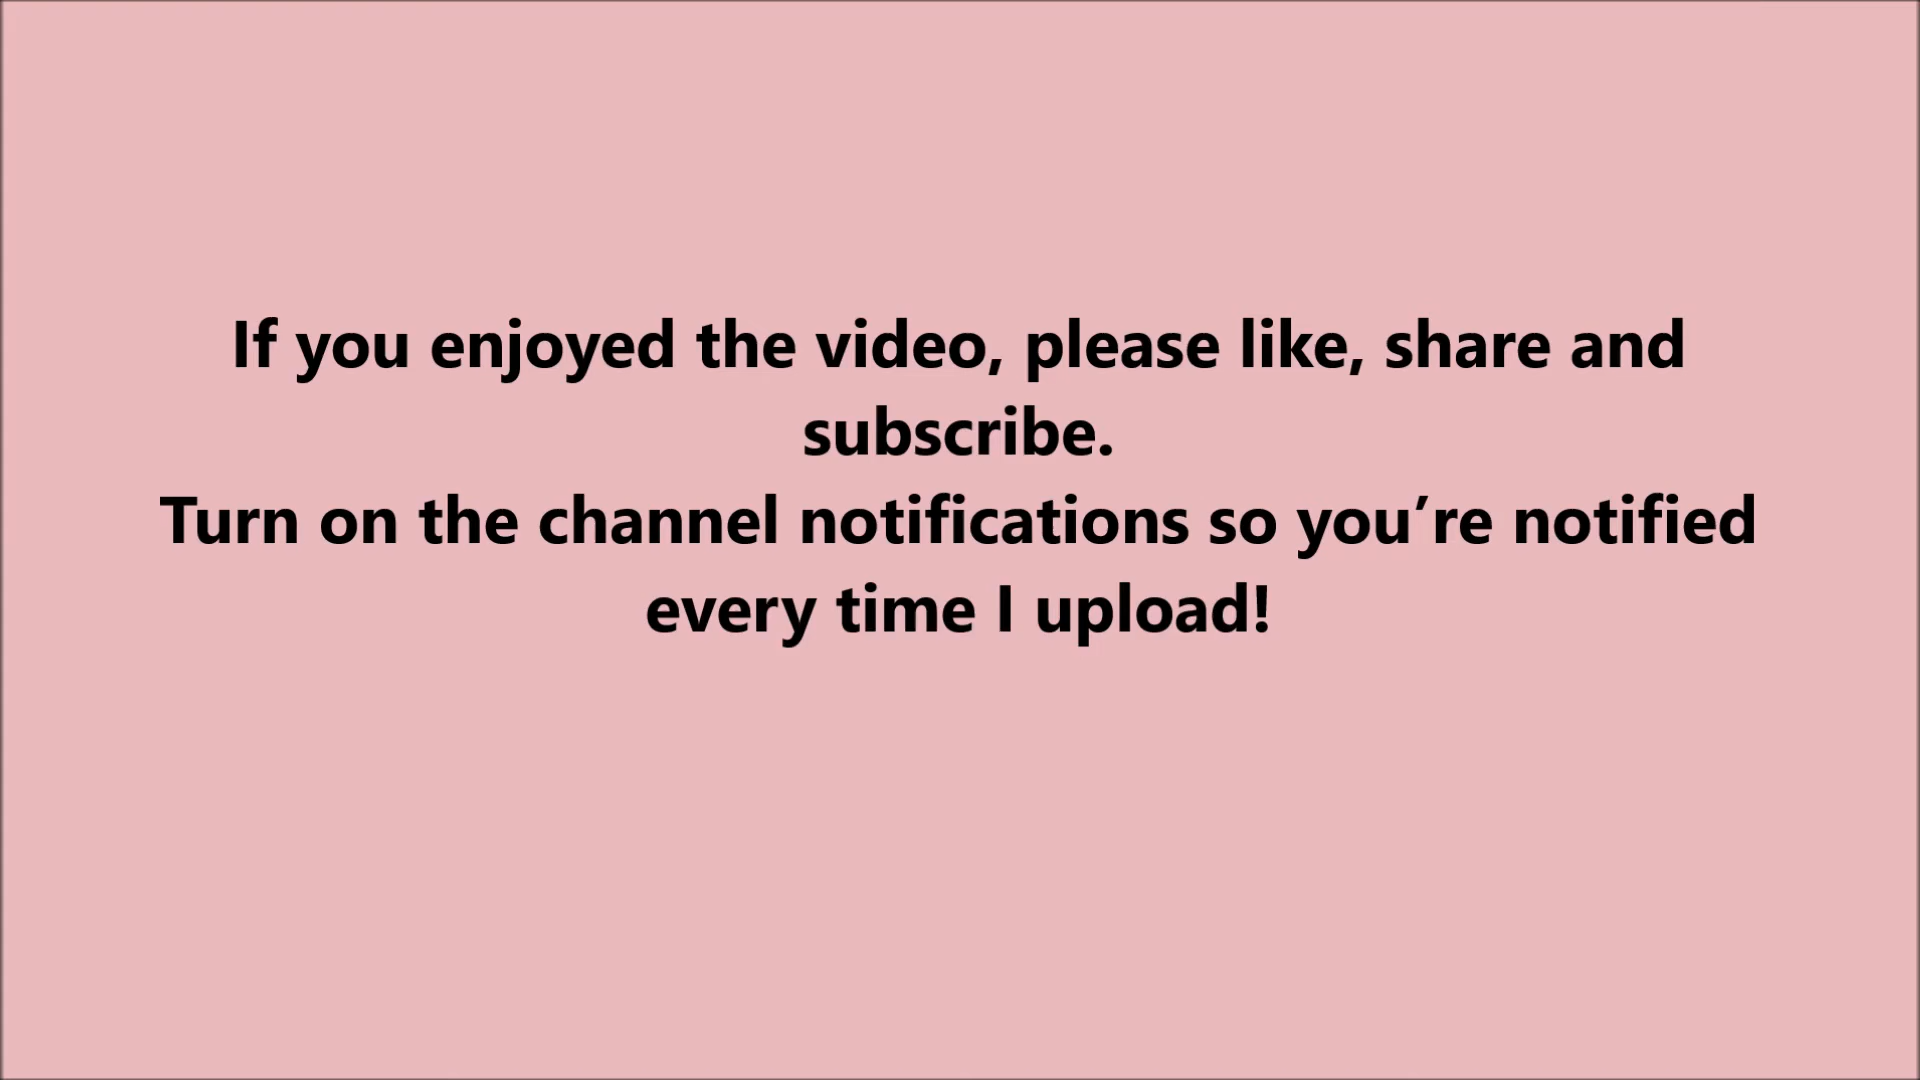 If you enjoyed the video, please like, share and
subscribe.
Turn on the channel notifications so you’re notified
every time I upload!